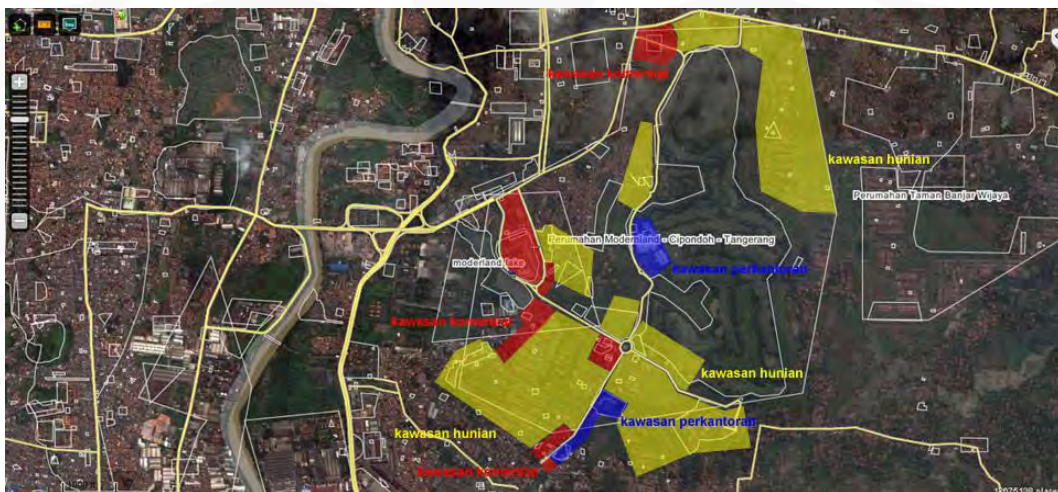 kawasan komersial
kawasan hunian
Perumahan Taman Banjar Wijaya
Perumahan Modernland - Cipondoh - Tangerang
moderland lake
kawasan perkantoran
kawasan komersial
kawasan hunian
kawasan perkantoran
kawasan hunian
kawasan komersial